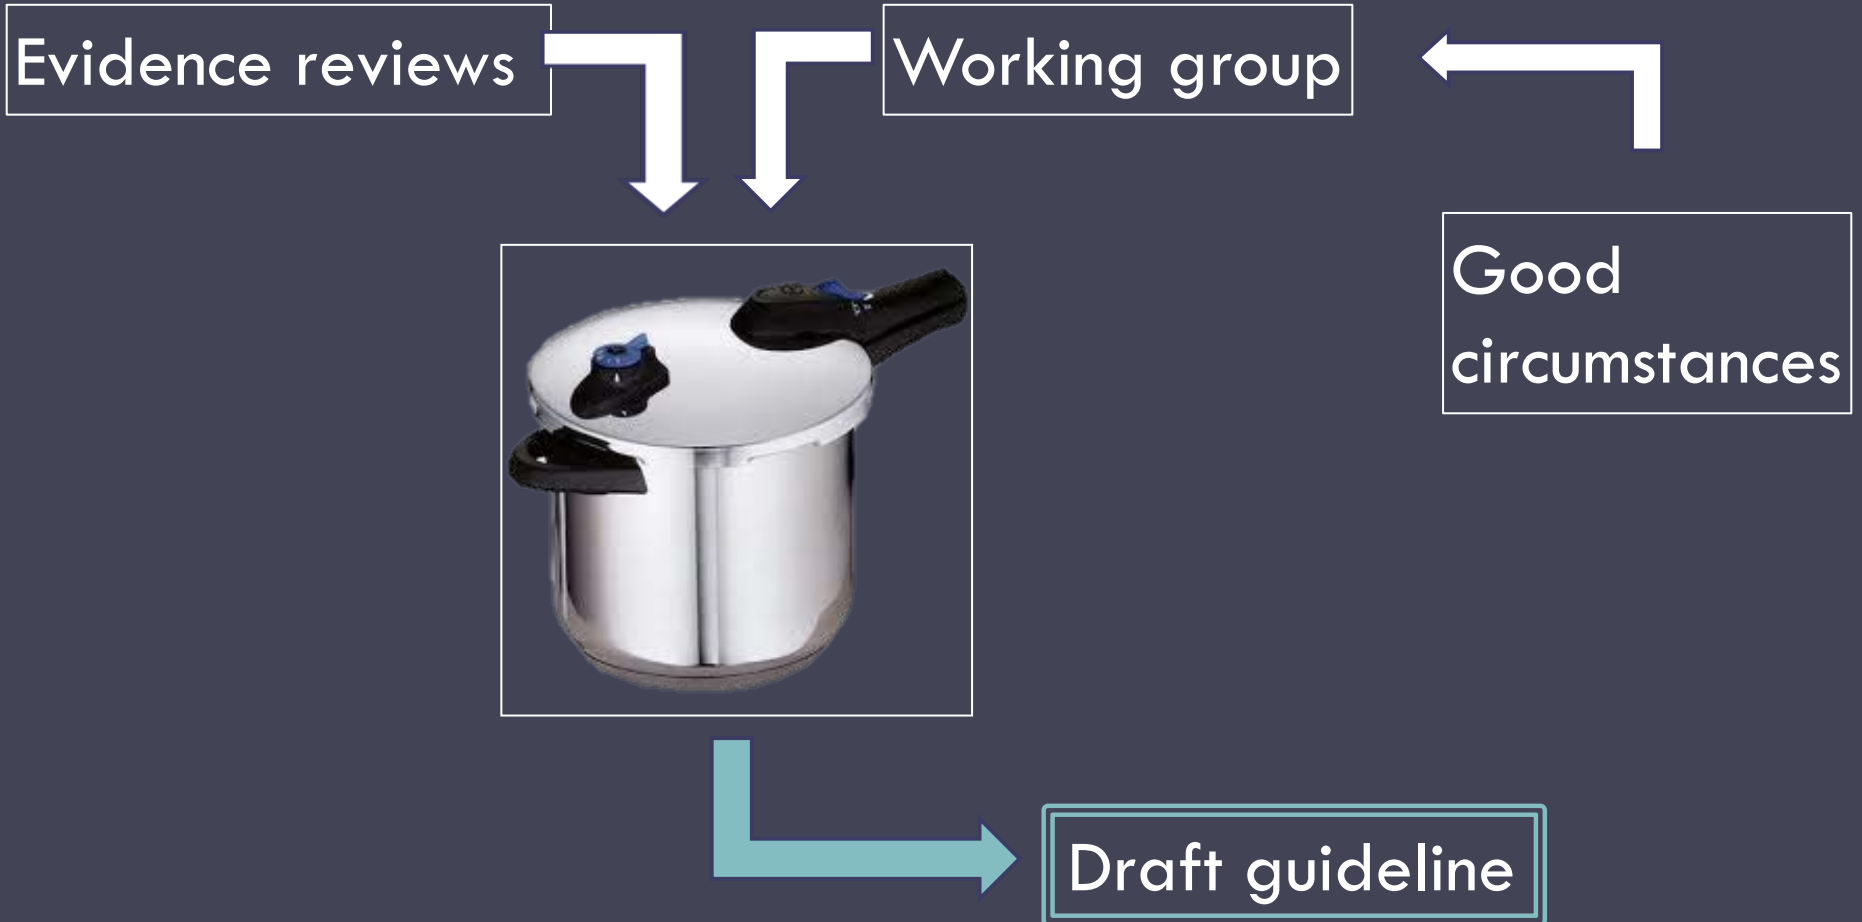 Evidence reviews
Working group
Good
circumstances
Draft guideline